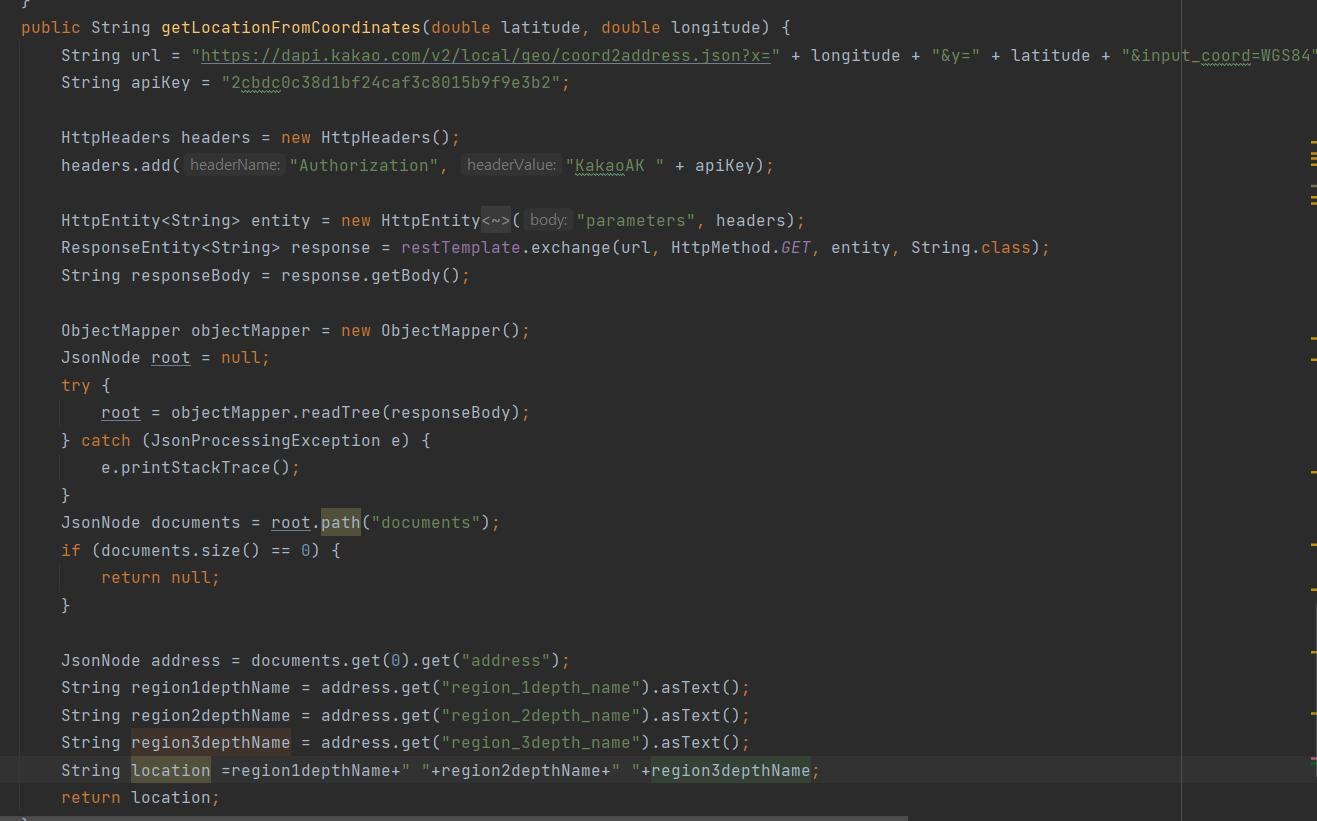 }
public String getLocationFromCoordinates(double latitude, double longitude) {
String url = "https://dapi.kakao.com/v2/local/geo/coord2address.json?x=" + longitude + "&y=" + latitude + "&input_coord=WGS84"
String apiKey = "2cbdc0c38d1bf24caf3c8015b9f9e3b2";
HttpHeaders headers = new HttpHeaders();
headers.add( headerName: "Authorization", headerValue: "KakaoAK " + apiKey);
HttpEntity<String> entity = new HttpEntity<~>( body: "parameters", headers);
ResponseEntity<String> response = restTemplate.exchange(url, HttpMethod.GET, entity, String.class);
String responseBody = response.getBody();
ObjectMapper objectMapper = new ObjectMapper();
JsonNode root = null;
try {
root = objectMapper.readTree(responseBody);
} catch (JsonProcessingException e) {
e.printStackTrace();
}
JsonNode documents = root.path("documents");
if (documents.size() == 0) {
return null;
}
JsonNode address = documents.get(0).get("address");
String region1depthName = address.get("region_1depth_name").asText();
String region2depthName = address.get("region_2depth_name").asText();
String region3depthName = address.get("region_3depth_name").asText();
String location =region1depthName+" "+region2depthName+" "+region3depthName;
return location;
}